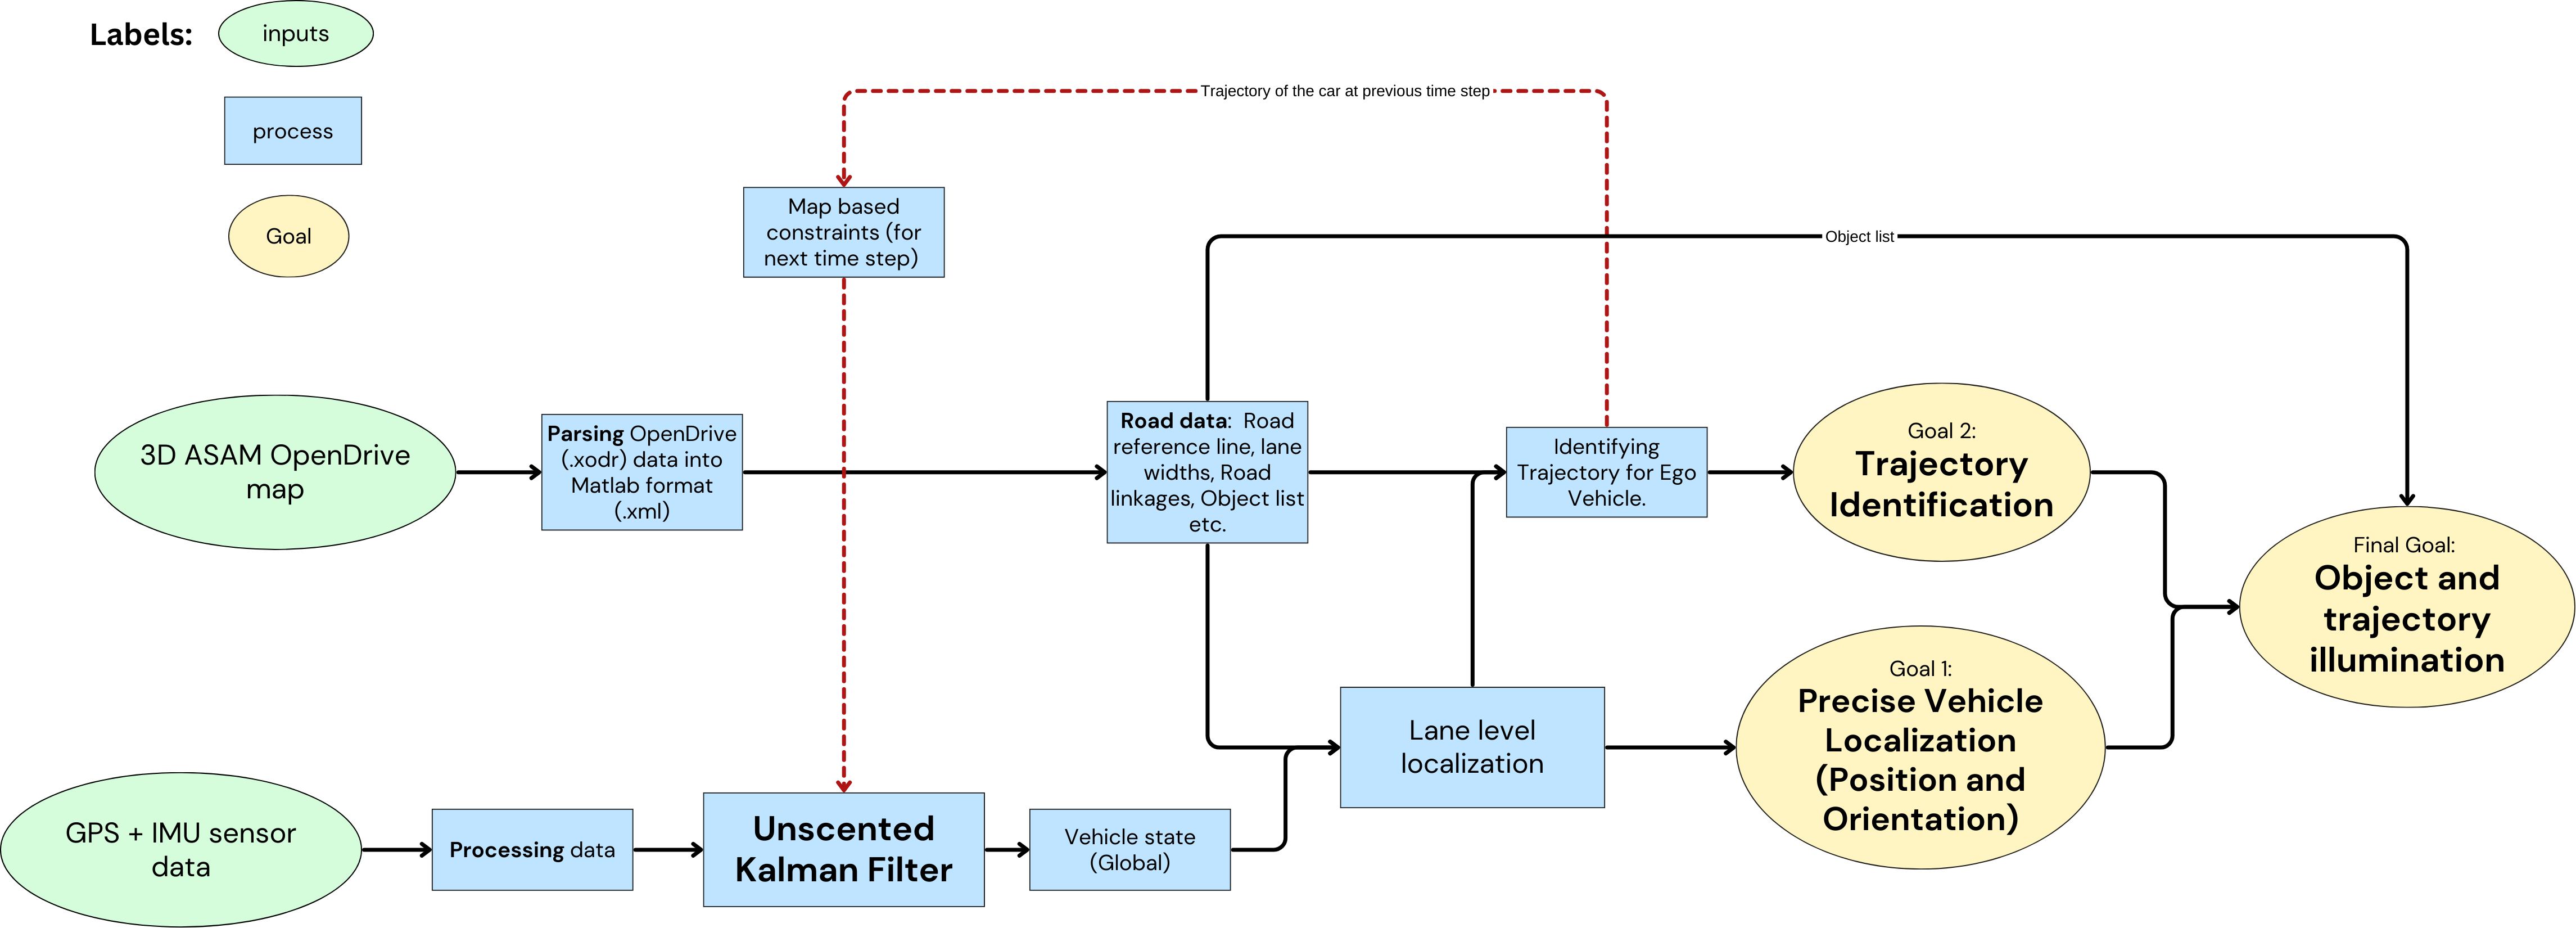 Labels:
inputs
process
Goal
Trajectory of the car at previous time step
Map based
constraints (for
next time step)
Object list
3D ASAM OpenDrive
map
Parsing OpenDrive
(.xodr) data into
Matlab format
(.xml)
Road data: Road
reference line, lane
widths, Road
linkages, Object list
etc.
Identifying
Trajectory for Ego
Vehicle.
Goal 2:
Trajectory
Identification
Final Goal:
Object and
trajectory
illumination
GPS + IMU sensor
data
Processing data
Unscented
Kalman Filter
Vehicle state
(Global)
Lane level
localization
Goal 1:
Precise Vehicle
Localization
(Position and
Orientation)